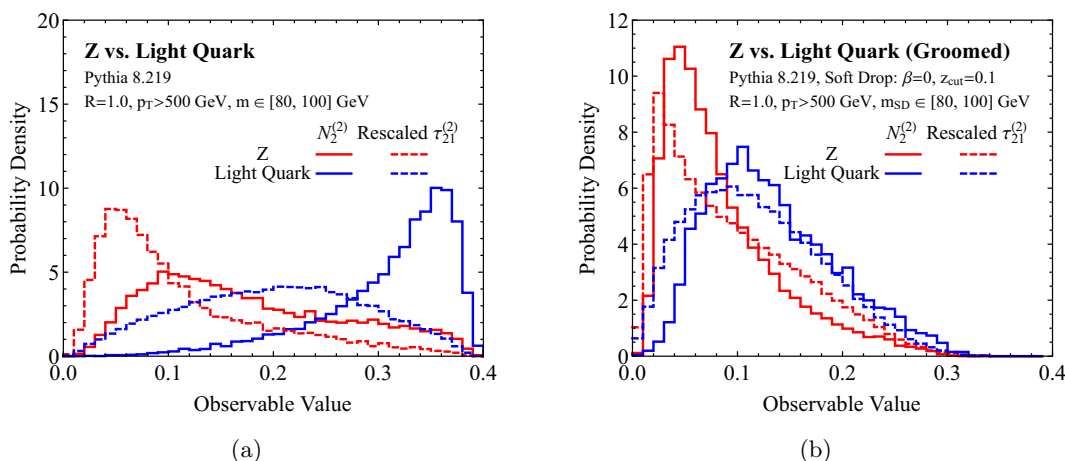 Z vs. Light Quark
Pythia 8.219
R=1.0, p_T>500 GeV, m ∈ [80, 100] GeV
N_2^(2) Rescaled τ_21^(2)
Z
Light Quark
Probability Density
20
15
10
5
0
0.0 0.1 0.2 0.3 0.4
Observable Value
(a)
Z vs. Light Quark (Groomed)
Pythia 8.219, Soft Drop: β=0, z_cut=0.1
R=1.0, p_T>500 GeV, m_SD ∈ [80, 100] GeV
N_2^(2) Rescaled τ_21^(2)
Z
Light Quark
Probability Density
12
10
8
6
4
2
0
0.0 0.1 0.2 0.3 0.4
Observable Value
(b)